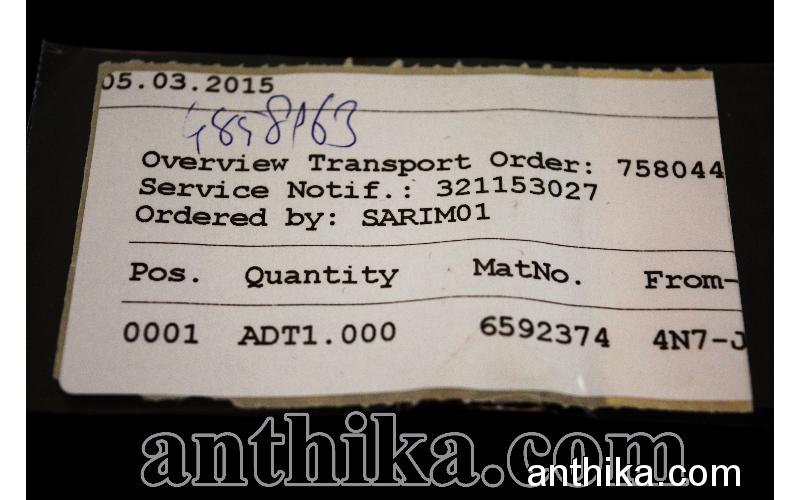 05.03.2015
Overview Transport Order: 758044
Service Notif.: 321153027
Ordered by: SARIM01
Pos. Quantity MatNo. From-
0001 ADT1.000 6592374 4N7-J
anthika.com
anthika.com